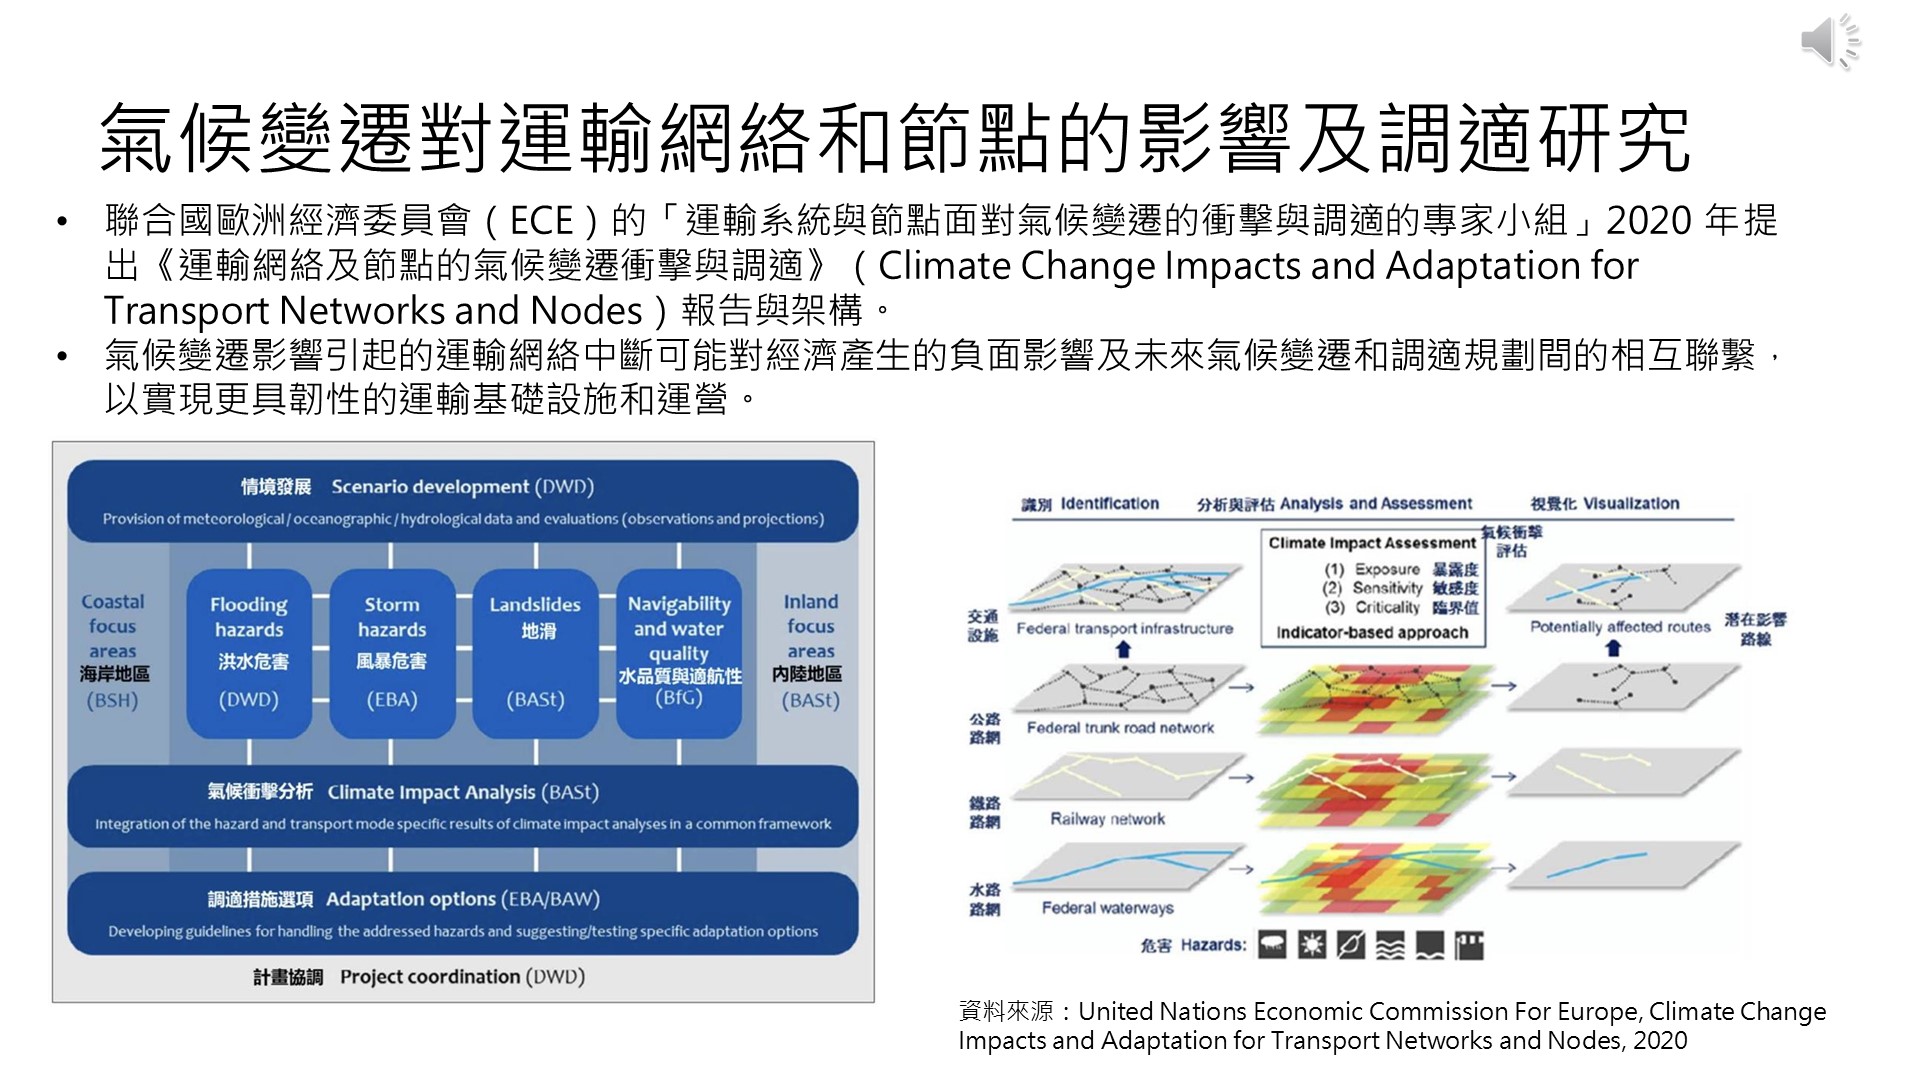 氣候變遷對運輸網絡和節點的影響及調適研究
• 聯合國歐洲經濟委員會（ECE）的「運輸系統與節點面對氣候變遷的衝擊與調適的專家小組」2020 年提
出《運輸網絡及節點的氣候變遷衝擊與調適》（Climate Change Impacts and Adaptation for
Transport Networks and Nodes）報告與架構。
• 氣候變遷影響引起的運輸網絡中斷可能對經濟產生的負面影響及未來氣候變遷和調適規劃間的相互聯繫，
以實現更具韌性的運輸基礎設施和運營。
情境發展 Scenario development (DWD)
Provision of meteorological / oceanographic / hydrological data and evaluations (observations and projections)
Coastal
focus
areas
海岸地區
(BSH)
Flooding
hazards
洪水危害
(DWD)
Storm
hazards
風暴危害
(EBA)
Landslides
地滑
(BASt)
Navigability
and water
quality
水品質與適航性
(BfG)
Inland
focus
areas
內陸地區
(BASt)
氣候衝擊分析 Climate Impact Analysis (BASt)
Integration of the hazard and transport mode specific results of climate impact analyses in a common framework
調適措施選項 Adaptation options (EBA/BAW)
Developing guidelines for handling the addressed hazards and suggesting/testing specific adaptation options
計畫協調 Project coordination (DWD)
識別 Identification
分析與評估 Analysis and Assessment
視覺化 Visualization
Climate Impact Assessment
氣候衝擊
評估
(1) Exposure 暴露度
(2) Sensitivity 敏感度
(3) Criticality 臨界值
Indicator-based approach
交通
設施
Federal transport infrastructure
Potentially affected routes
潛在影響
路線
公路
路網
Federal trunk road network
鐵路
路網
Railway network
水路
路網
Federal waterways
危害 Hazards:
資料來源：United Nations Economic Commission For Europe, Climate Change
Impacts and Adaptation for Transport Networks and Nodes, 2020